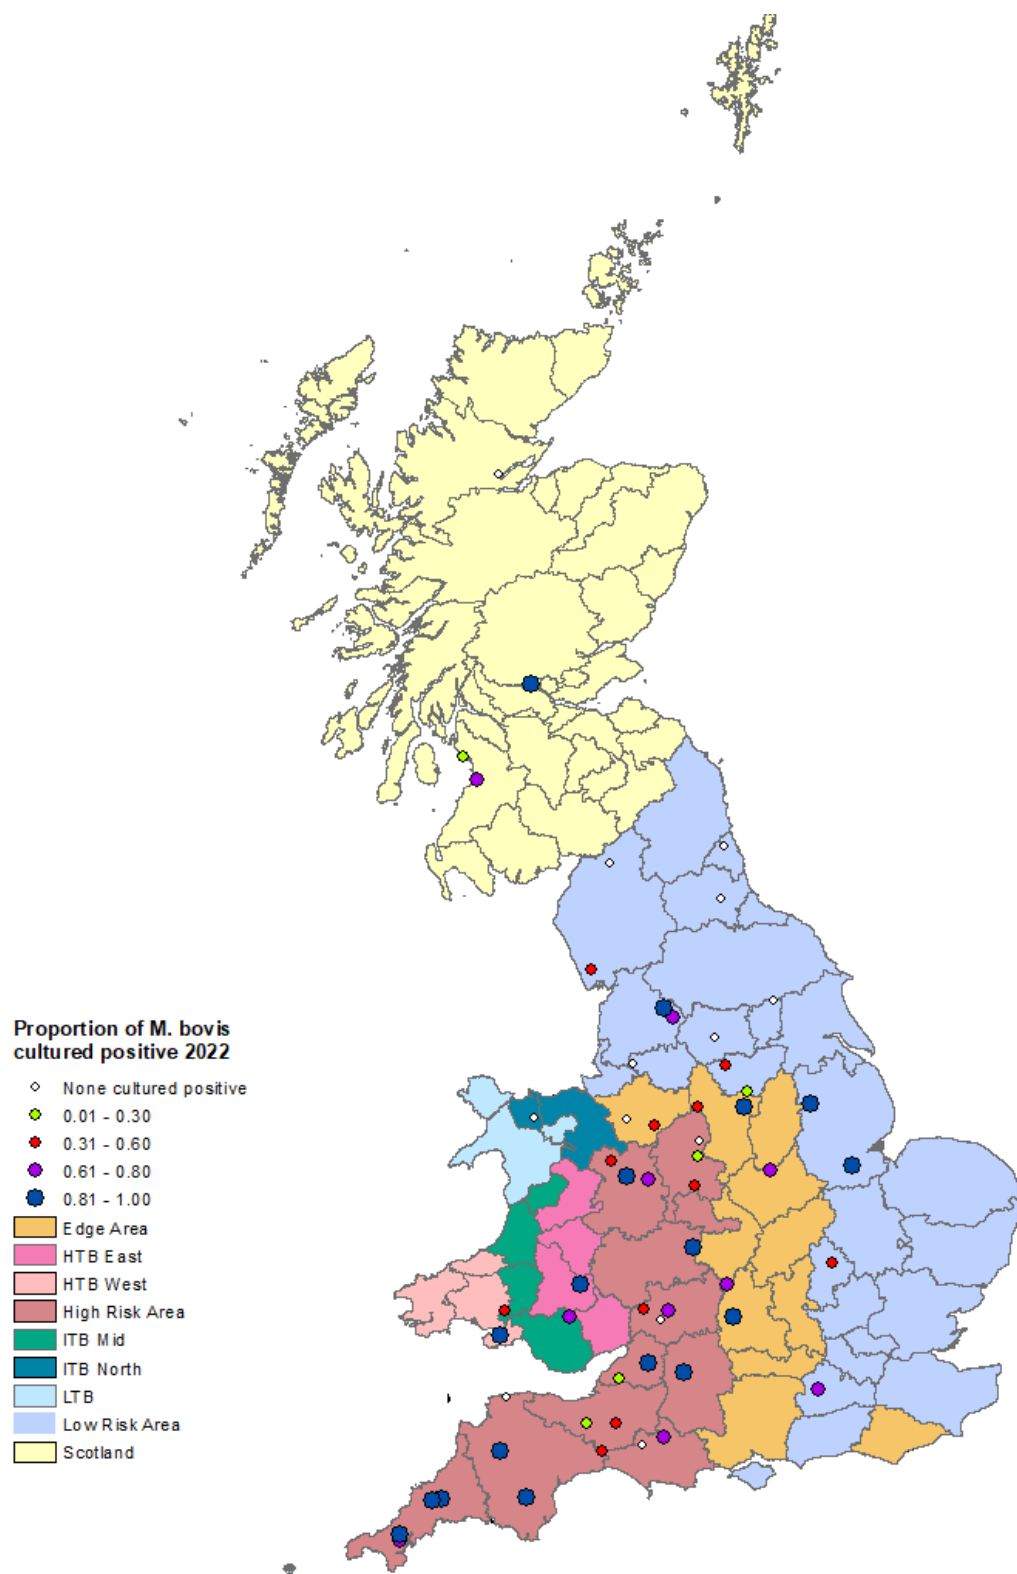 Proportion of M. bovis
cultured positive 2022
None cultured positive
0.01 - 0.30
0.31 - 0.60
0.61 - 0.80
0.81 - 1.00
Edge Area
HTB East
HTB West
High Risk Area
ITB Mid
ITB North
LTB
Low Risk Area
Scotland